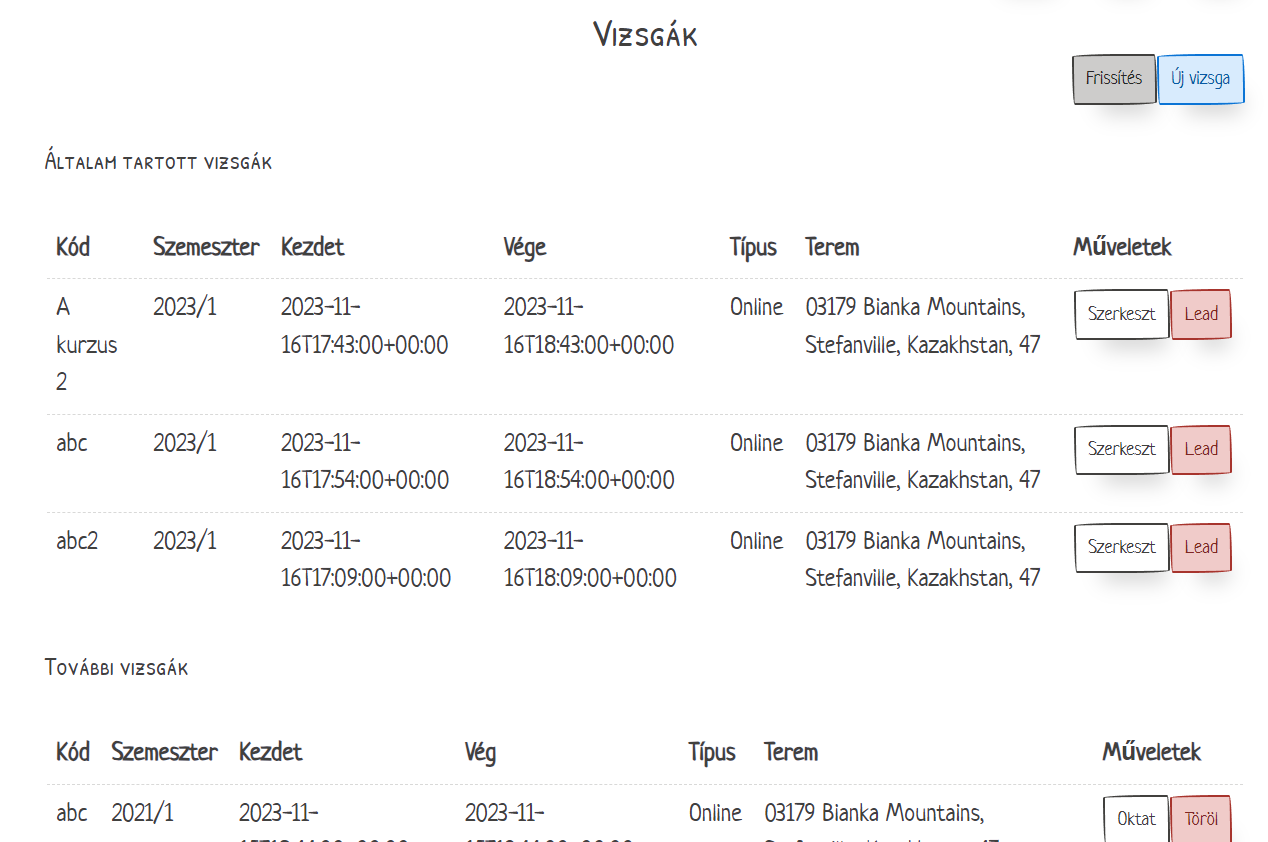 Vizsgák
Frissítés Új vizsga
Általam tartott vizsgák
Kód Szemeszter Kezdet Vége Típus Terem Műveletek
A 2023/1 2023-11- 2023-11- Online 03179 Bianka Mountains, Szerkeszt Lead
kurzus 16T17:43:00+00:00 16T18:43:00+00:00 Stefanville, Kazakhstan, 47
2
abc 2023/1 2023-11- 2023-11- Online 03179 Bianka Mountains, Szerkeszt Lead
16T17:54:00+00:00 16T18:54:00+00:00 Stefanville, Kazakhstan, 47
abc2 2023/1 2023-11- 2023-11- Online 03179 Bianka Mountains, Szerkeszt Lead
16T17:09:00+00:00 16T18:09:00+00:00 Stefanville, Kazakhstan, 47
További vizsgák
Kód Szemeszter Kezdet Vég Típus Terem Műveletek
abc 2021/1 2023-11- 2023-11- Online 03179 Bianka Mountains, Oktat Töröl